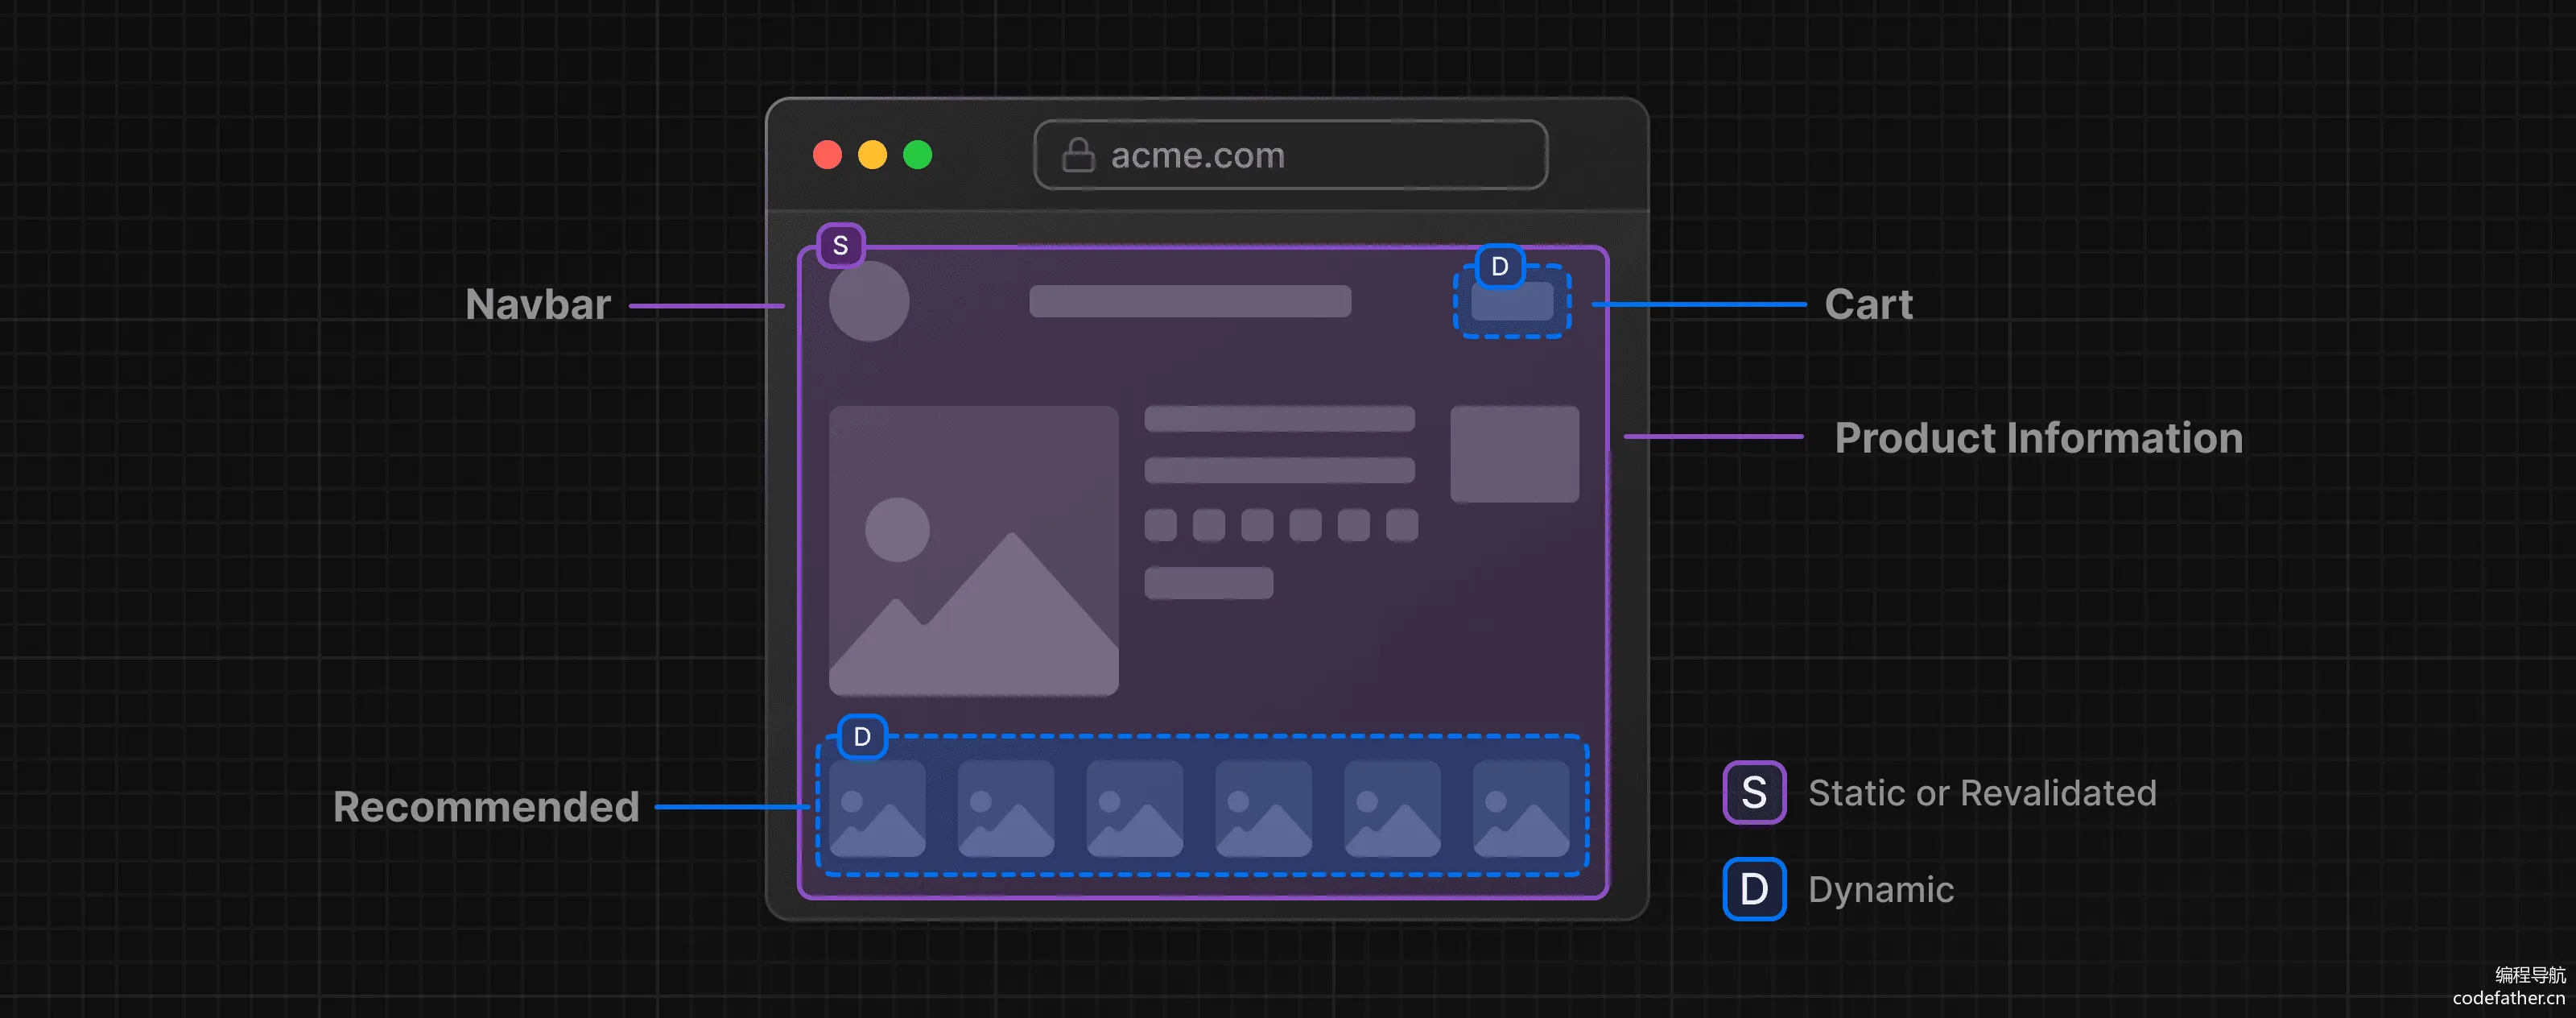 acme.com
S
D
Navbar
Cart
Product Information
D
Recommended
S Static or Revalidated
D Dynamic
编程导航
codefather.cn